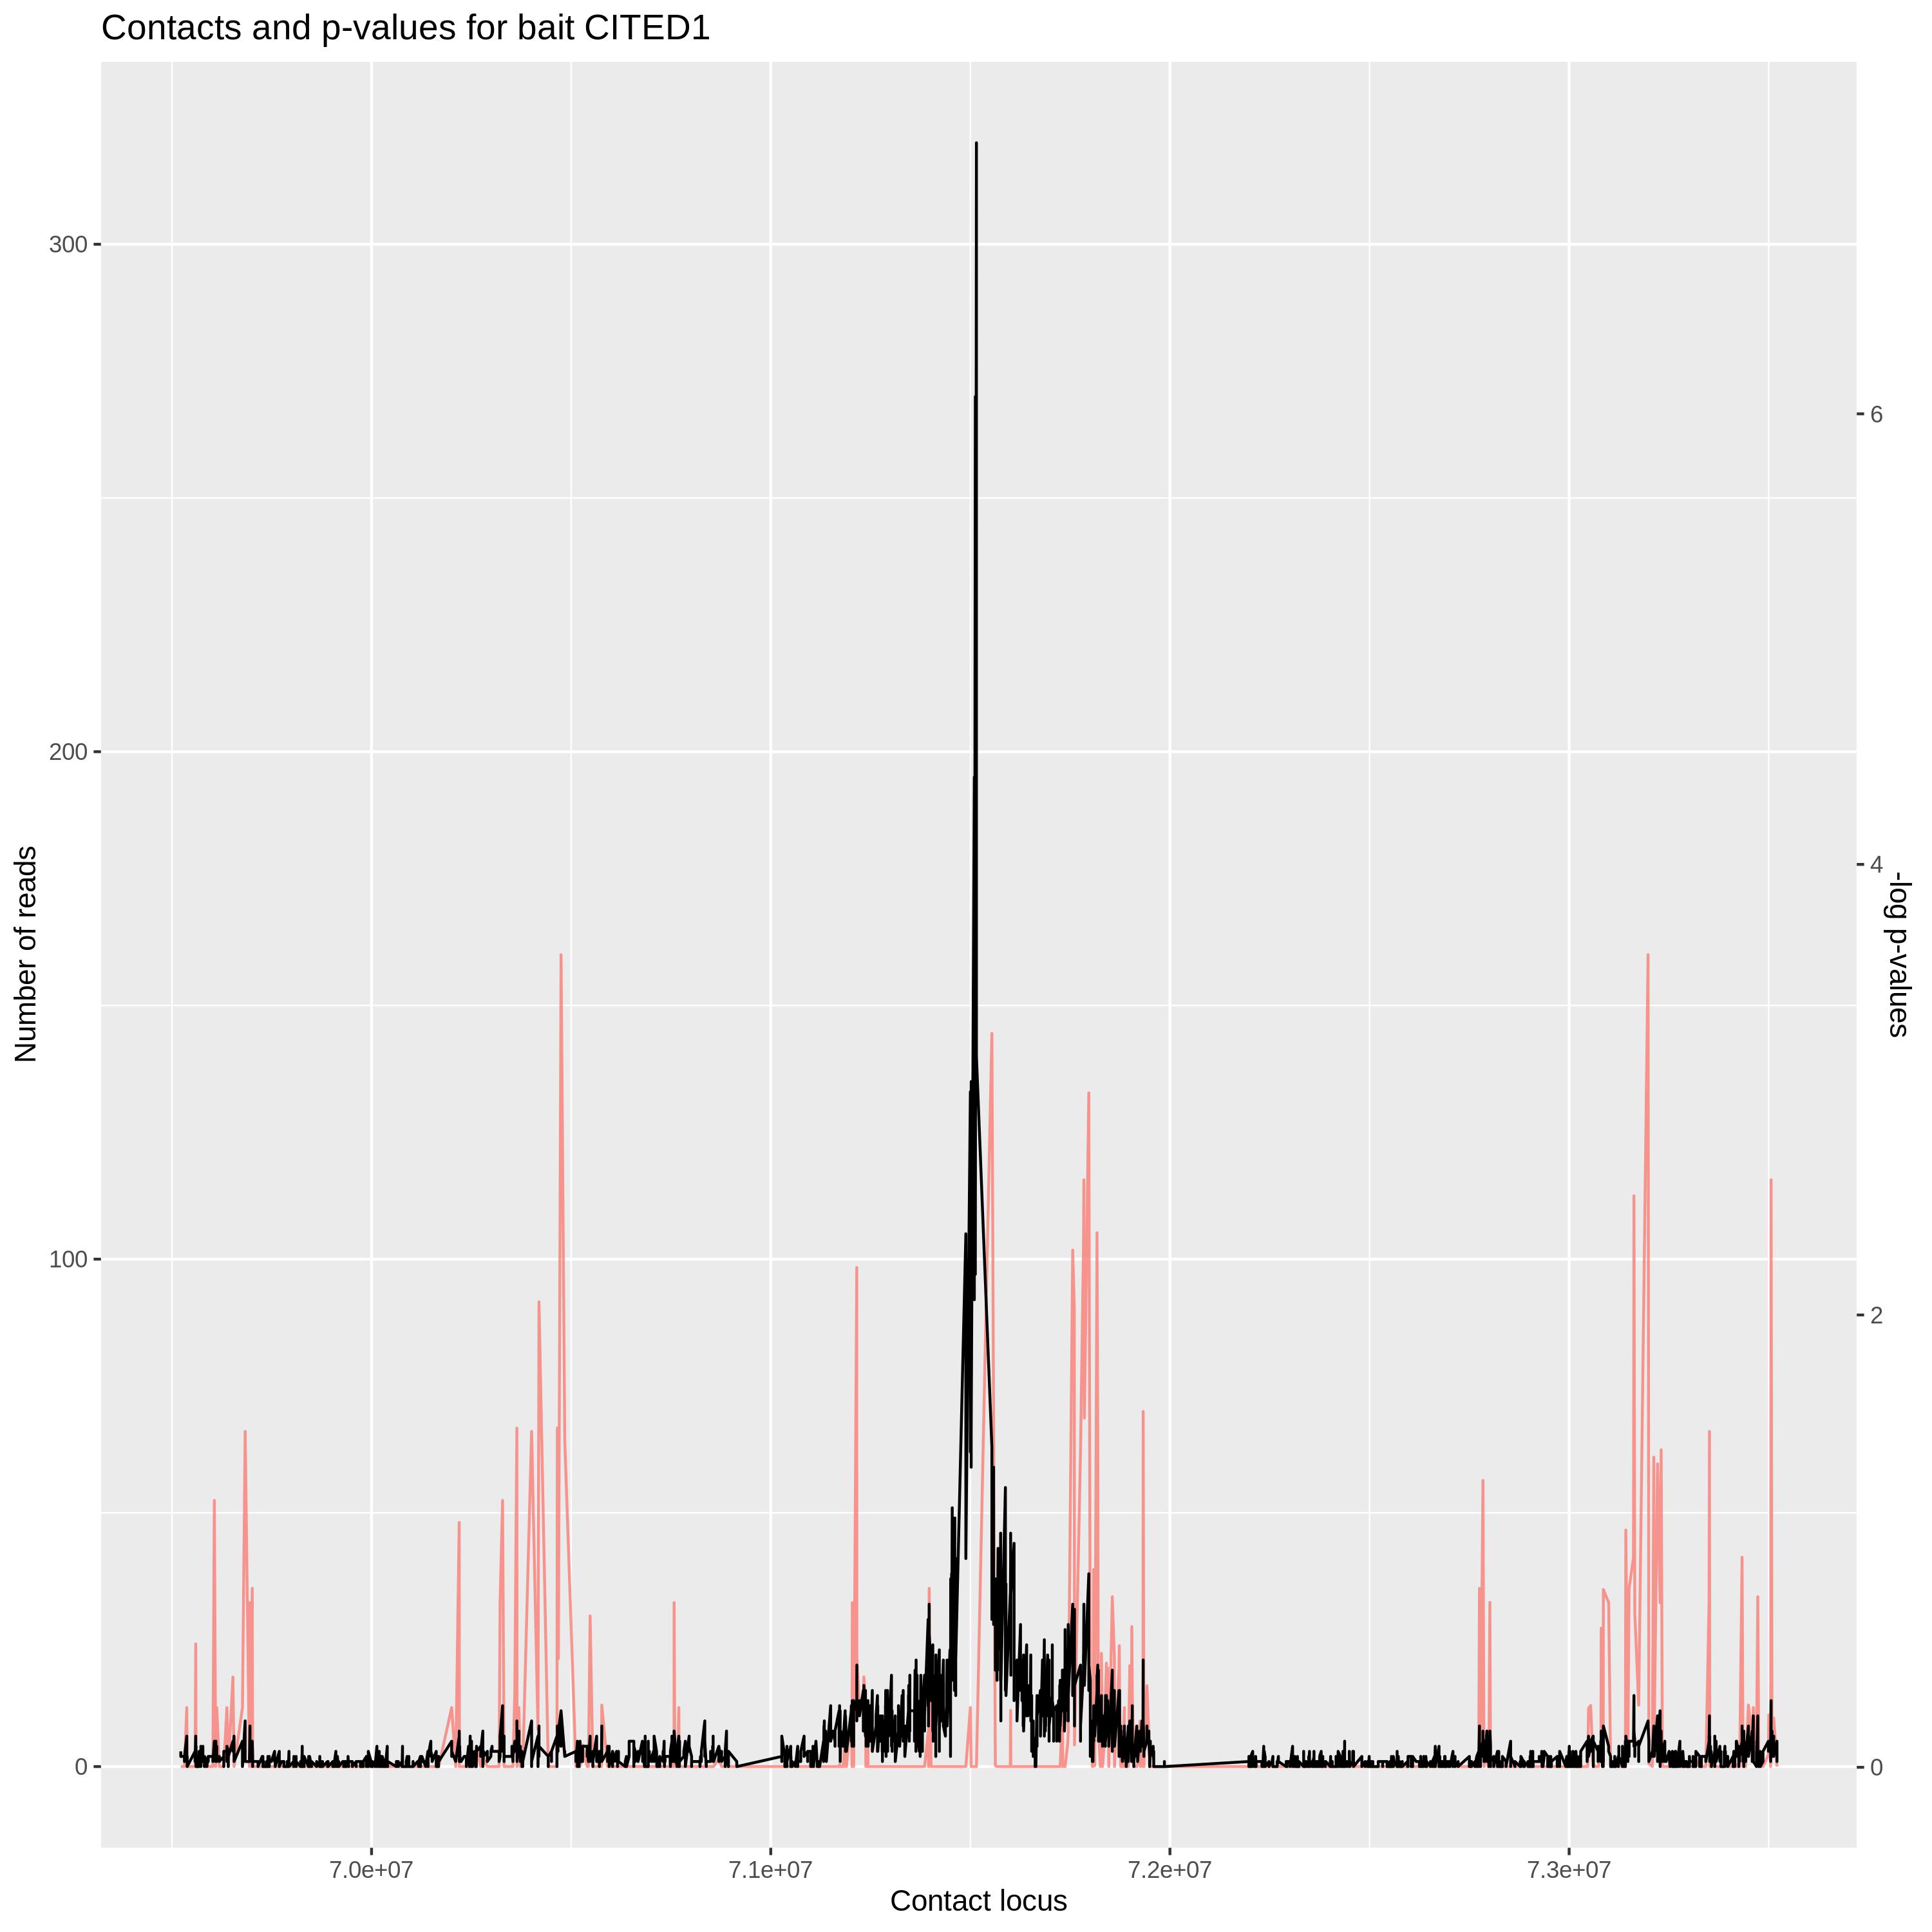 Contacts and p-values for bait CITED1
300
200
100
0
6
4
2
0
Number of reads
-log p-values
7.0e+07
7.1e+07
7.2e+07
7.3e+07
Contact locus